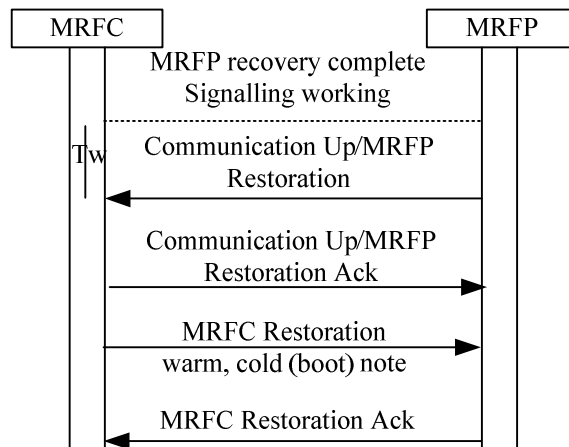 MRFC
MRFP
MRFP recovery complete
Signalling working
Tw
Communication Up/MRFP
Restoration
Communication Up/MRFP
Restoration Ack
MRFC Restoration
warm, cold (boot) note
MRFC Restoration Ack